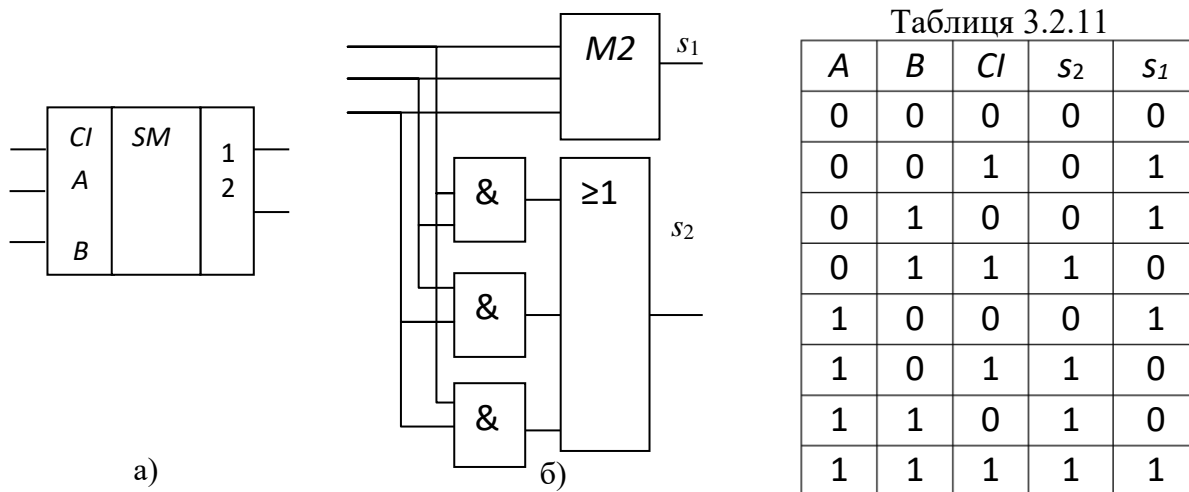 CI SM 1
A 2
B
а)
M2 s1
& ≥1
s2
&
&
б)
Таблиця 3.2.11
A B CI s2 s1
0 0 0 0 0
0 0 1 0 1
0 1 0 0 1
0 1 1 1 0
1 0 0 0 1
1 0 1 1 0
1 1 0 1 0
1 1 1 1 1